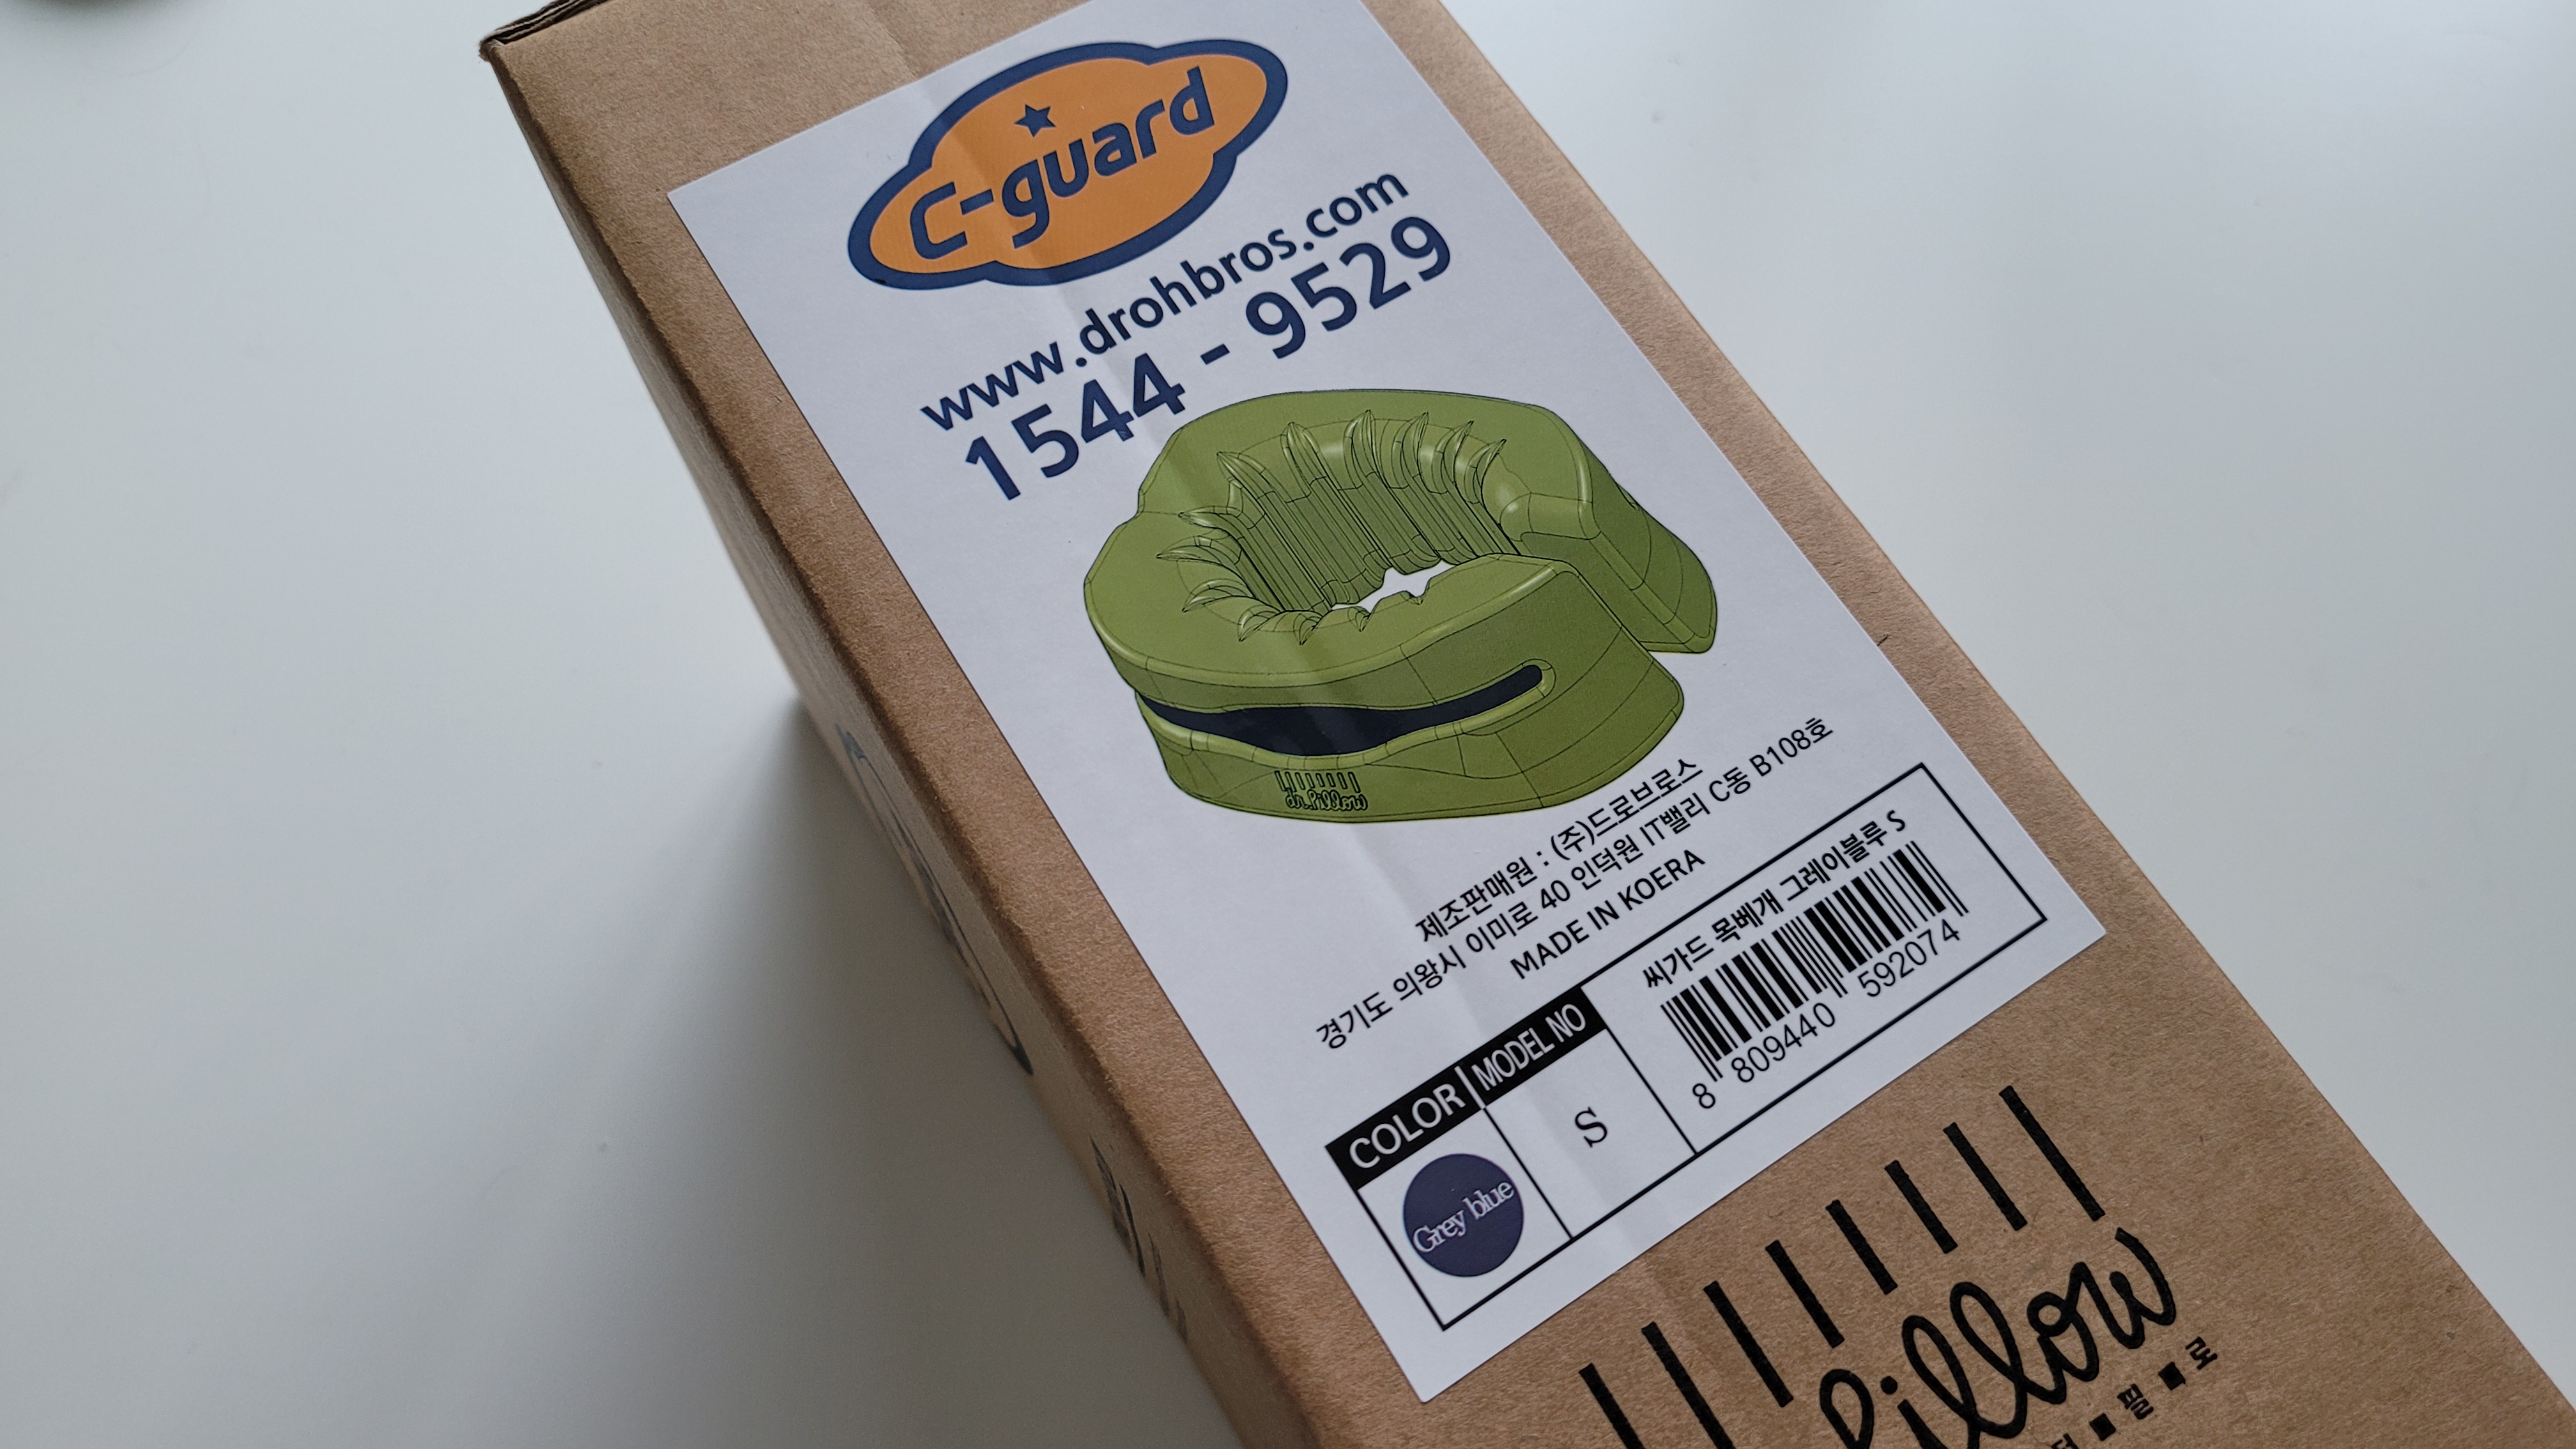 C-guard
www.drohbros.com
1544 - 9529
dr.Pillow
제조판매원 : (주)드로브로스
경기도 의왕시 이미로 40 인덕원 IT밸리 C동 B108호
MADE IN KOERA
COLOR
MODEL NO
Grey blue
S
씨가드 목베개 그레이블루 S
8 809440 592074
Pillow
필■로